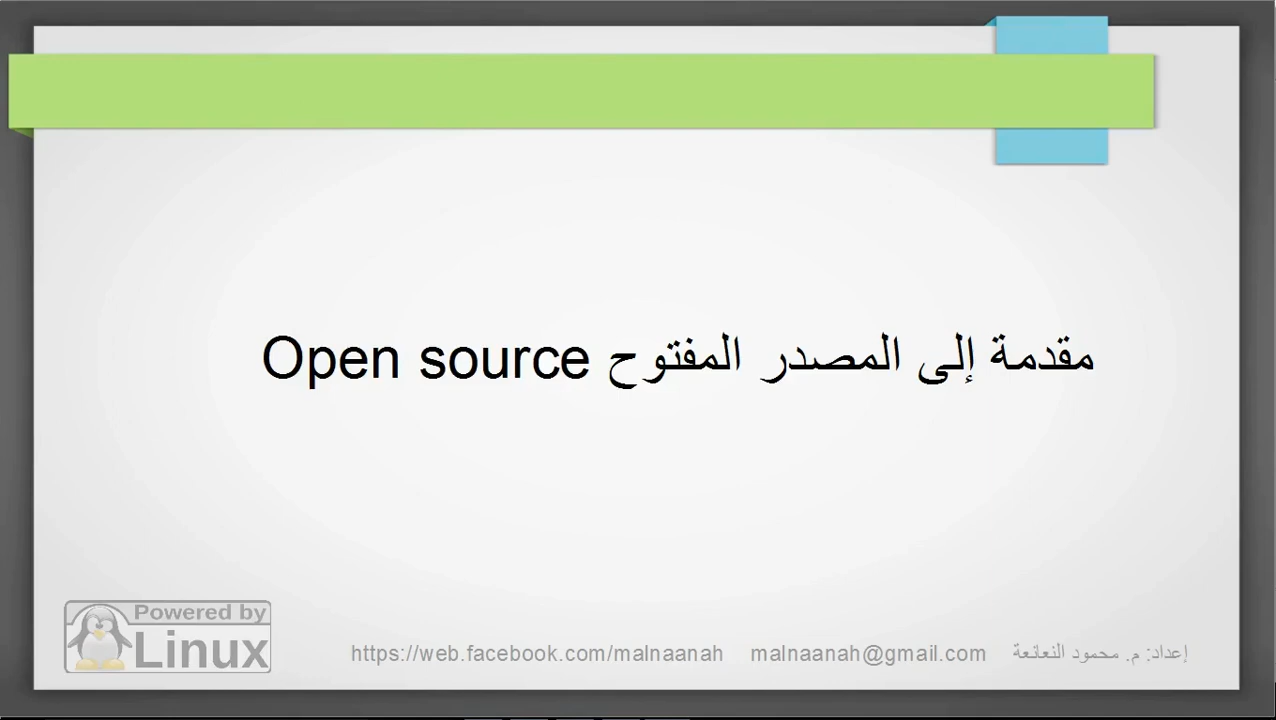 مقدمة إلى المصدر المفتوح Open source
Powered by
Linux
إعداد: م. محمود النعانعة malnaanah@gmail.com https://web.facebook.com/malnaanah